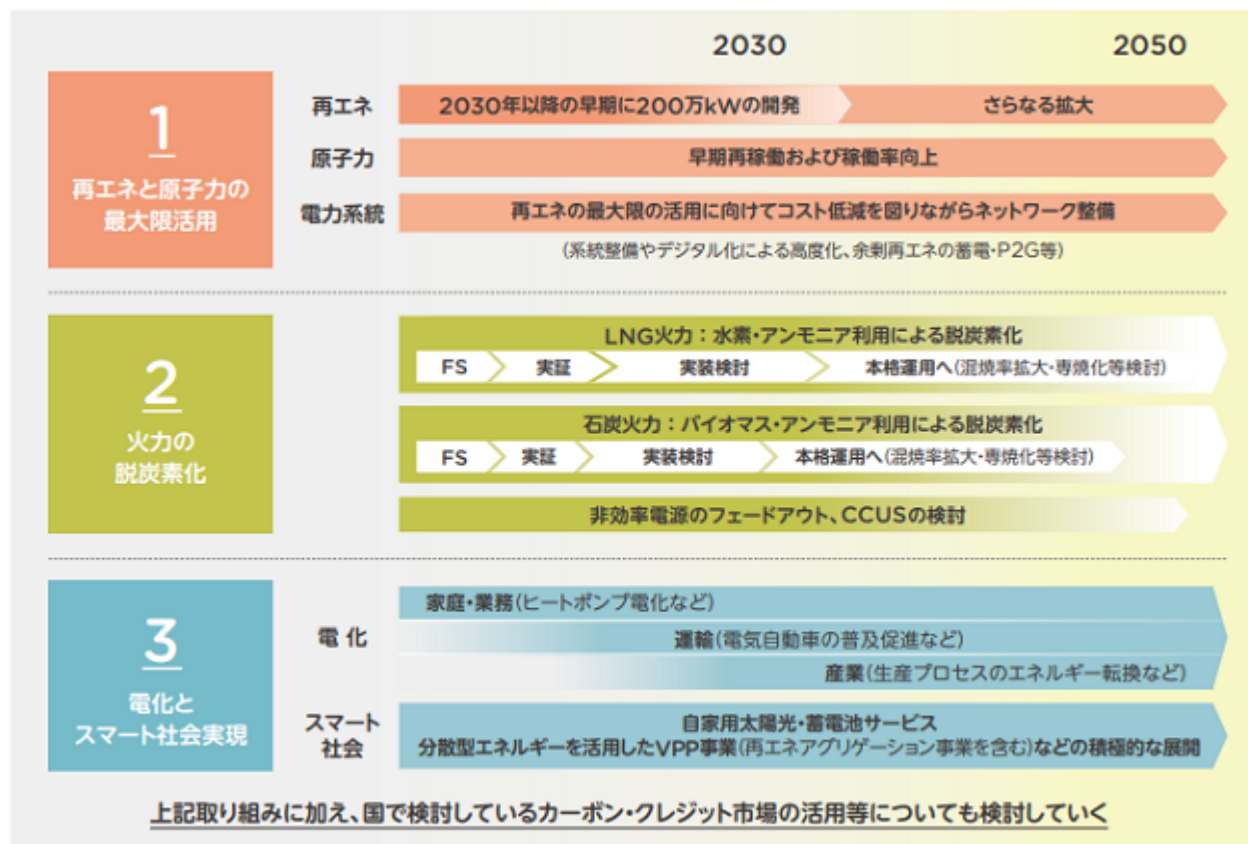 2030
2050
1
再エネと原子力の
最大限活用
再エネ
2030年以降の早期に200万kWの開発
さらなる拡大
原子力
早期再稼働および稼働率向上
電力系統
再エネの最大限の活用に向けてコスト低減を図りながらネットワーク整備
(系統整備やデジタル化による高度化、余剰再エネの蓄電・P2G等)
2
火力の
脱炭素化
LNG火力：水素・アンモニア利用による脱炭素化
FS
実証
実装検討
本格運用へ(混焼率拡大・専焼化等検討)
石炭火力：バイオマス・アンモニア利用による脱炭素化
FS
実証
実装検討
本格運用へ(混焼率拡大・専焼化等検討)
非効率電源のフェードアウト、CCUSの検討
3
電化と
スマート社会実現
電化
家庭・業務(ヒートポンプ電化など)
運輸(電気自動車の普及促進など)
産業(生産プロセスのエネルギー転換など)
スマート
社会
自家用太陽光・蓄電池サービス
分散型エネルギーを活用したVPP事業(再エネアグリゲーション事業を含む)などの積極的な展開
上記取り組みに加え、国で検討しているカーボン・クレジット市場の活用等についても検討していく